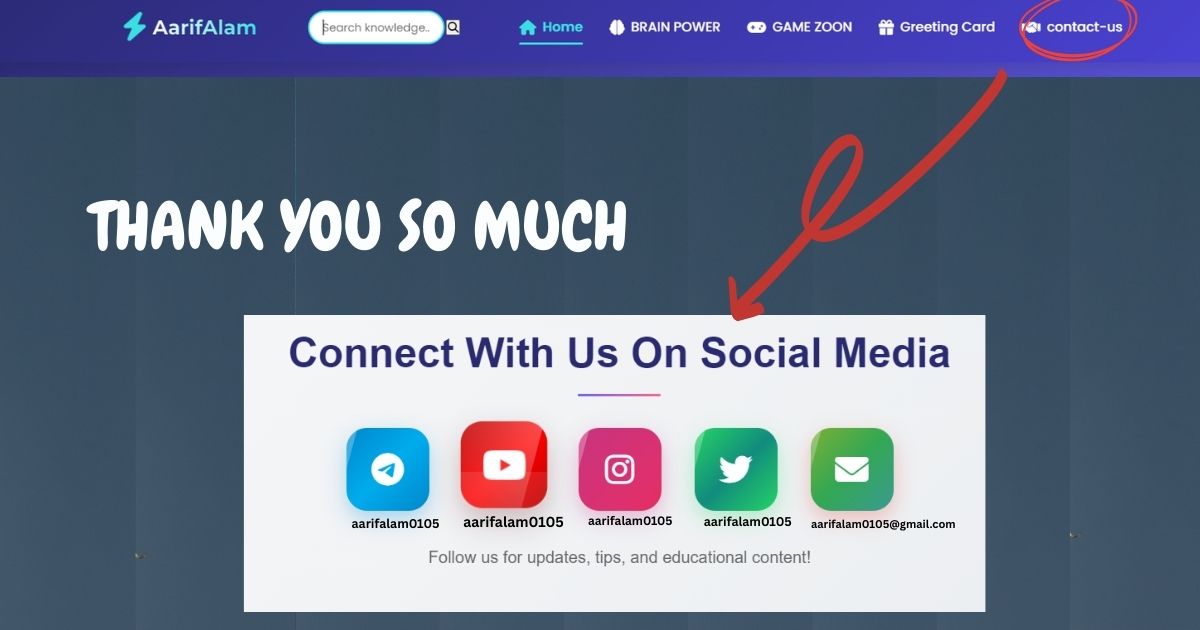 AarifAlam
Search knowledge..
Home
BRAIN POWER
GAME ZOON
Greeting Card
contact-us
THANK YOU SO MUCH
Connect With Us On Social Media
aarifalam0105
aarifalam0105
aarifalam0105
aarifalam0105
aarifalam0105@gmail.com
Follow us for updates, tips, and educational content!